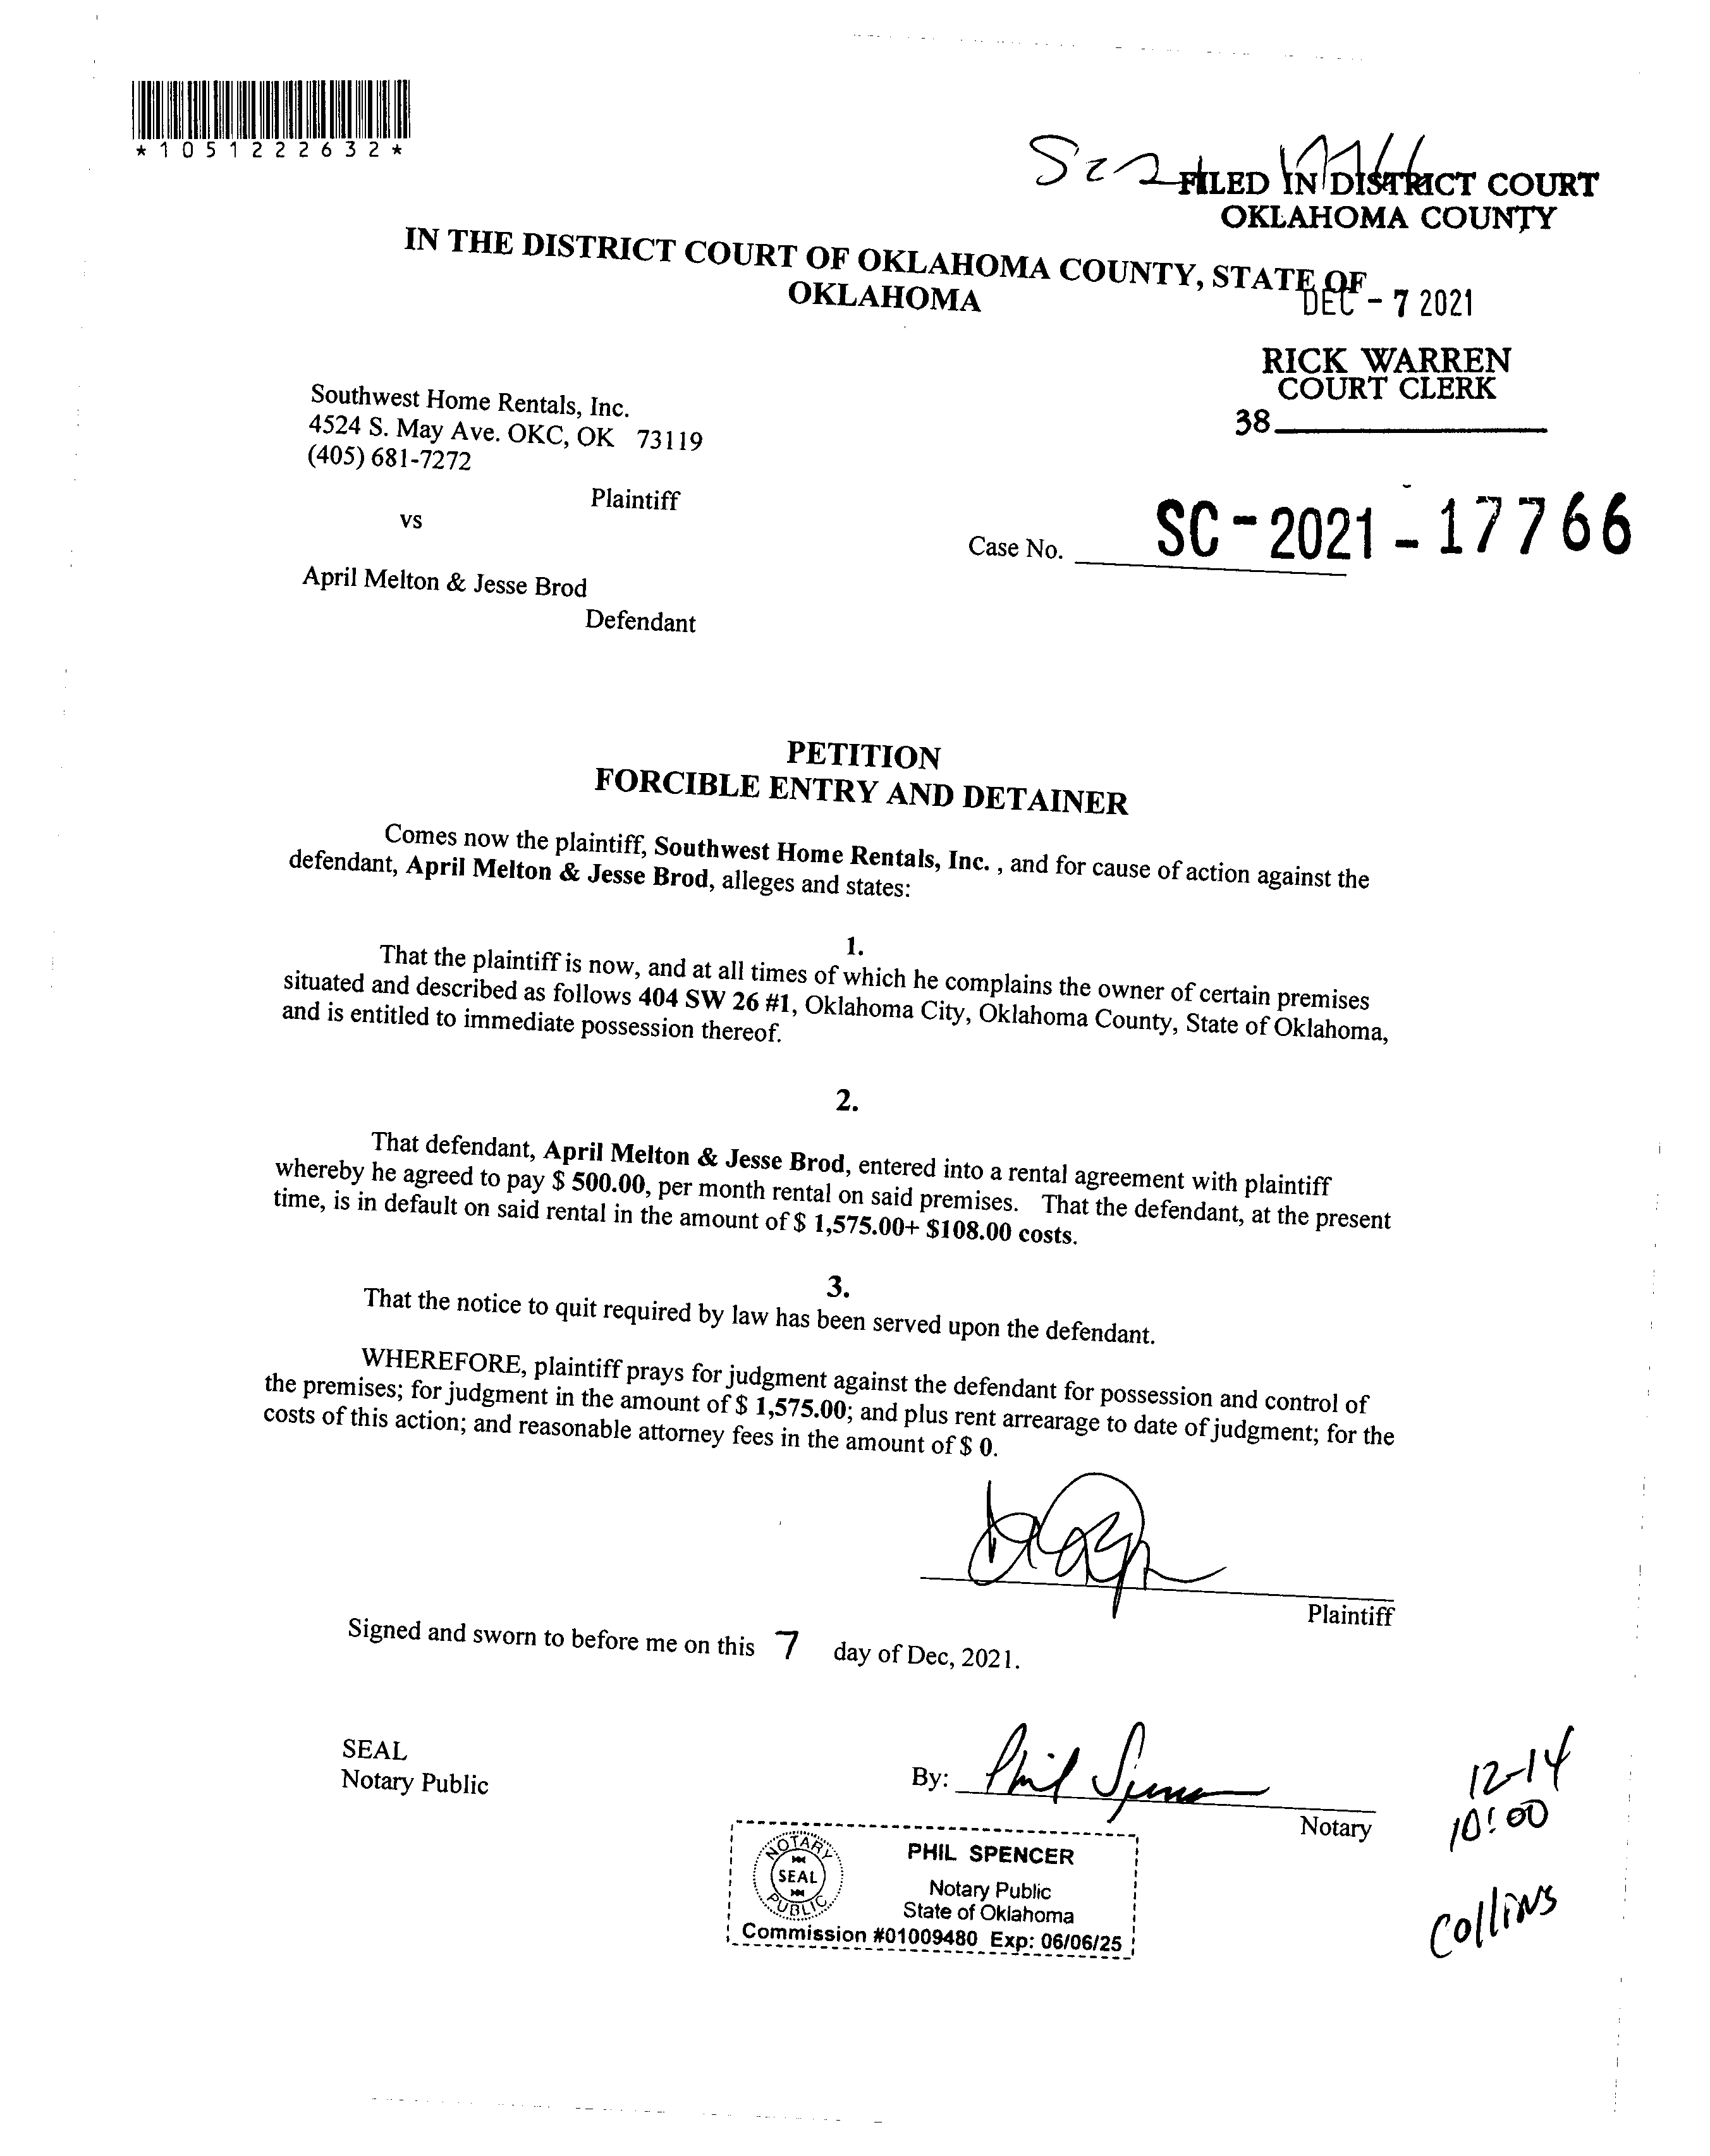 *1051222632*
FILED IN DISTRICT COURT
OKLAHOMA COUNTY
IN THE DISTRICT COURT OF OKLAHOMA COUNTY, STATE OF
OKLAHOMA
DEC - 7 2021
RICK WARREN
COURT CLERK
38
Southwest Home Rentals, Inc.
4524 S. May Ave. OKC, OK 73119
(405) 681-7272
Plaintiff
vs
Case No. SC - 2021 - 17766
April Melton & Jesse Brod
Defendant
PETITION
FORCIBLE ENTRY AND DETAINER
Comes now the plaintiff, Southwest Home Rentals, Inc. , and for cause of action against the
defendant, April Melton & Jesse Brod, alleges and states:
1.
That the plaintiff is now, and at all times of which he complains the owner of certain premises
situated and described as follows 404 SW 26 #1, Oklahoma City, Oklahoma County, State of Oklahoma,
and is entitled to immediate possession thereof.
2.
That defendant, April Melton & Jesse Brod, entered into a rental agreement with plaintiff
whereby he agreed to pay $ 500.00, per month rental on said premises. That the defendant, at the present
time, is in default on said rental in the amount of $ 1,575.00+ $108.00 costs.
3.
That the notice to quit required by law has been served upon the defendant.
WHEREFORE, plaintiff prays for judgment against the defendant for possession and control of
the premises; for judgment in the amount of $ 1,575.00; and plus rent arrearage to date of judgment; for the
costs of this action; and reasonable attorney fees in the amount of $ 0.
Plaintiff
Signed and sworn to before me on this 7 day of Dec, 2021.
SEAL
Notary Public
By: Phil Spencer
Notary
12-14
10:00
Collins
NOTARY
SEAL
PUBLIC
PHIL SPENCER
Notary Public
State of Oklahoma
Commission #01009480 Exp: 06/06/25